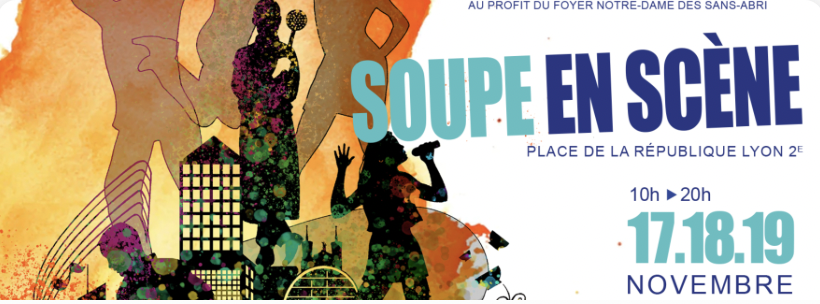 AU PROFIT DU FOYER NOTRE-DAME DES SANS-ABRI
SOUPE EN SCÈNE
PLACE DE LA RÉPUBLIQUE LYON 2E
10h ▶ 20h
17.18.19
NOVEMBRE